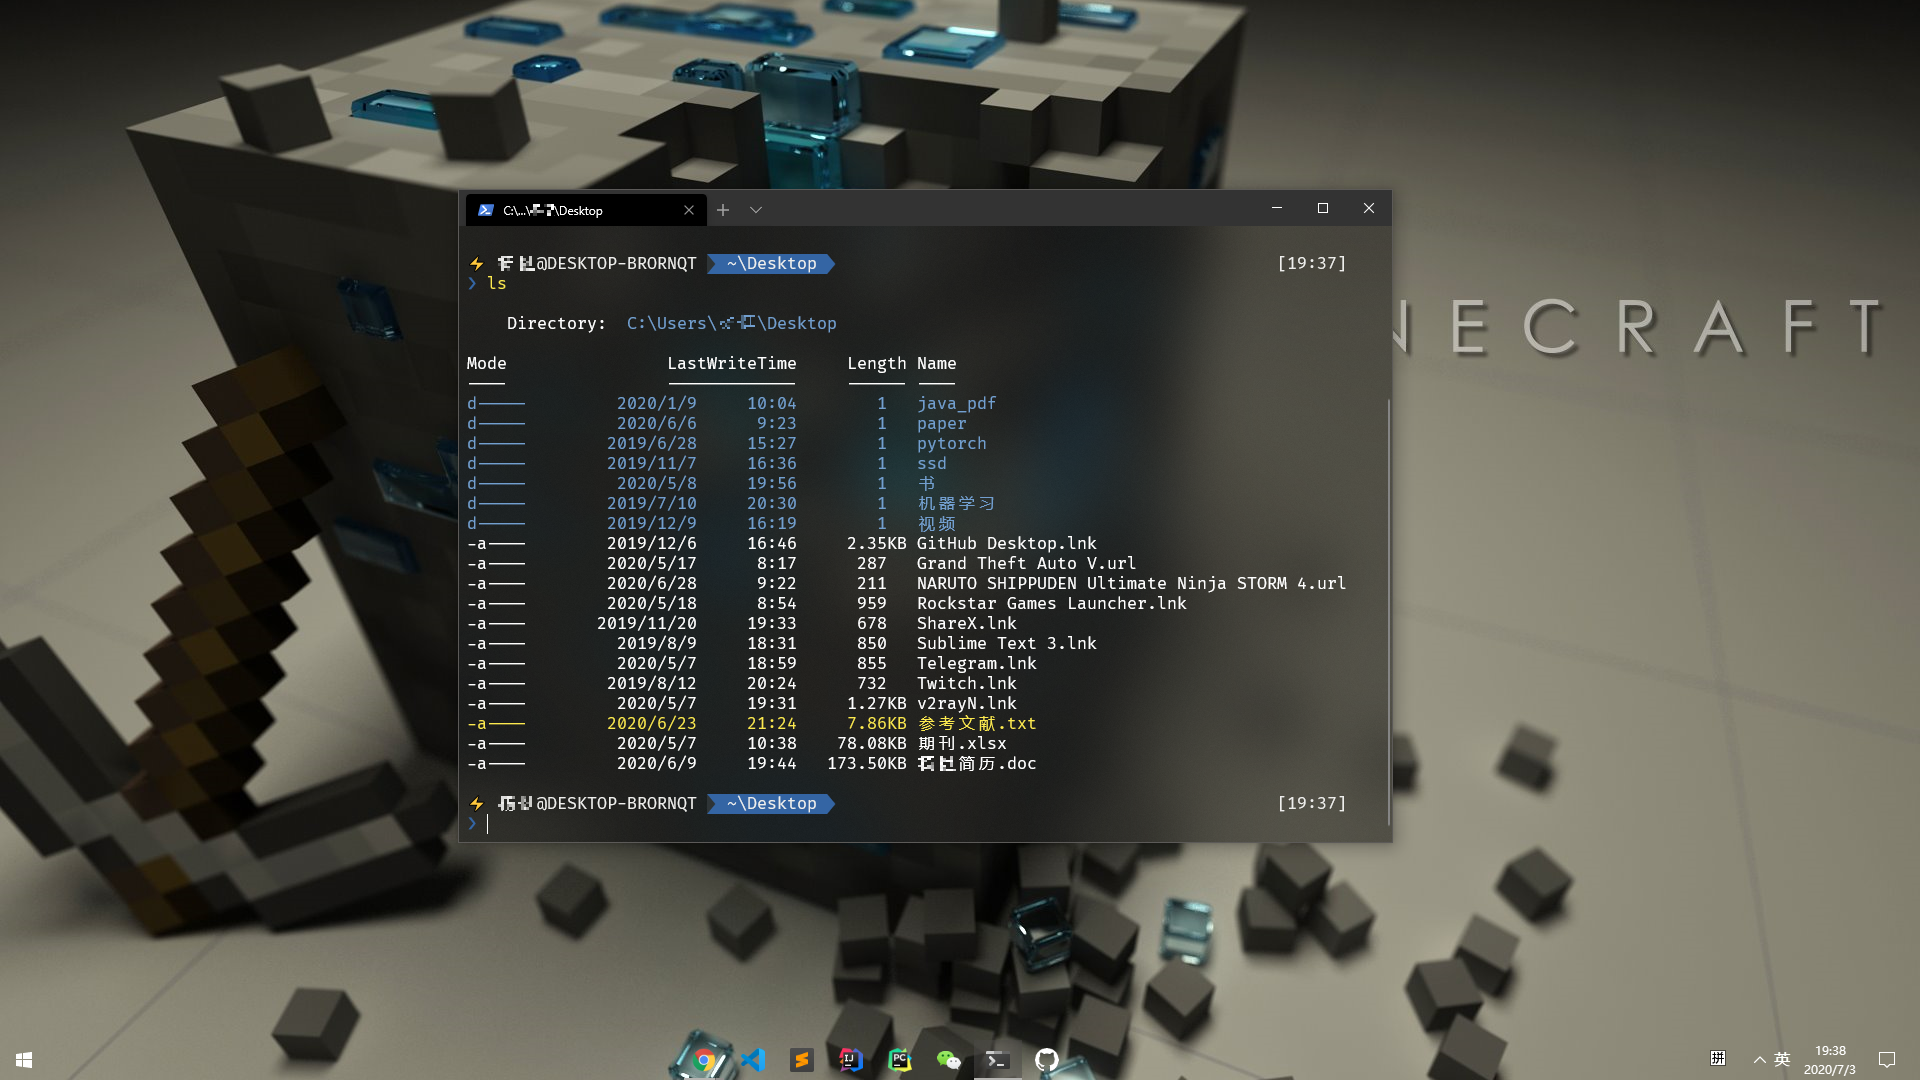 C:\...\ \Desktop
@DESKTOP-BRORNQT ~\Desktop [19:37]
❯ ls
Directory: C:\Users\ \Desktop
Mode LastWriteTime Length Name
---- ------------- ------ ----
d----- 2020/1/9 10:04 1 java_pdf
d----- 2020/6/6 9:23 1 paper
d----- 2019/6/28 15:27 1 pytorch
d----- 2019/11/7 16:36 1 ssd
d----- 2020/5/8 19:56 1 书
d----- 2019/7/10 20:30 1 机器学习
d----- 2019/12/9 16:19 1 视频
-a---- 2019/12/6 16:46 2.35KB GitHub Desktop.lnk
-a---- 2020/5/17 8:17 287 Grand Theft Auto V.url
-a---- 2020/6/28 9:22 211 NARUTO SHIPPUDEN Ultimate Ninja STORM 4.url
-a---- 2020/5/18 8:54 959 Rockstar Games Launcher.lnk
-a---- 2019/11/20 19:33 678 ShareX.lnk
-a---- 2019/8/9 18:31 850 Sublime Text 3.lnk
-a---- 2020/5/7 18:59 855 Telegram.lnk
-a---- 2019/8/12 20:24 732 Twitch.lnk
-a---- 2020/5/7 19:31 1.27KB v2rayN.lnk
-a---- 2020/6/23 21:24 7.86KB 参考文献.txt
-a---- 2020/5/7 10:38 78.08KB 期刊.xlsx
-a---- 2020/6/9 19:44 173.50KB 简历.doc
@DESKTOP-BRORNQT ~\Desktop [19:37]
❯
NECRAFT
IJ
PC
拼
英
19:38
2020/7/3